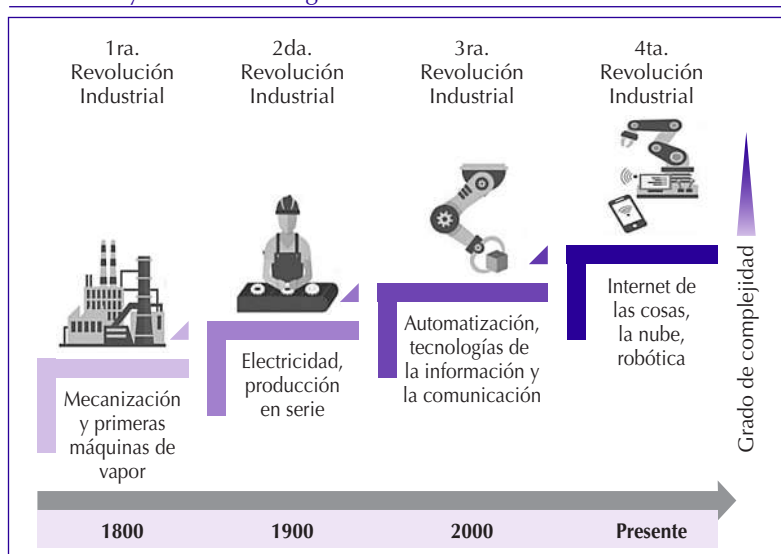 1ra.
Revolución
Industrial
2da.
Revolución
Industrial
3ra.
Revolución
Industrial
4ta.
Revolución
Industrial
Mecanización
y primeras
máquinas de
vapor
Electricidad,
producción
en serie
Automatización,
tecnologías de
la información y
la comunicación
Internet de
las cosas,
la nube,
robótica
Grado de complejidad
1800
1900
2000
Presente